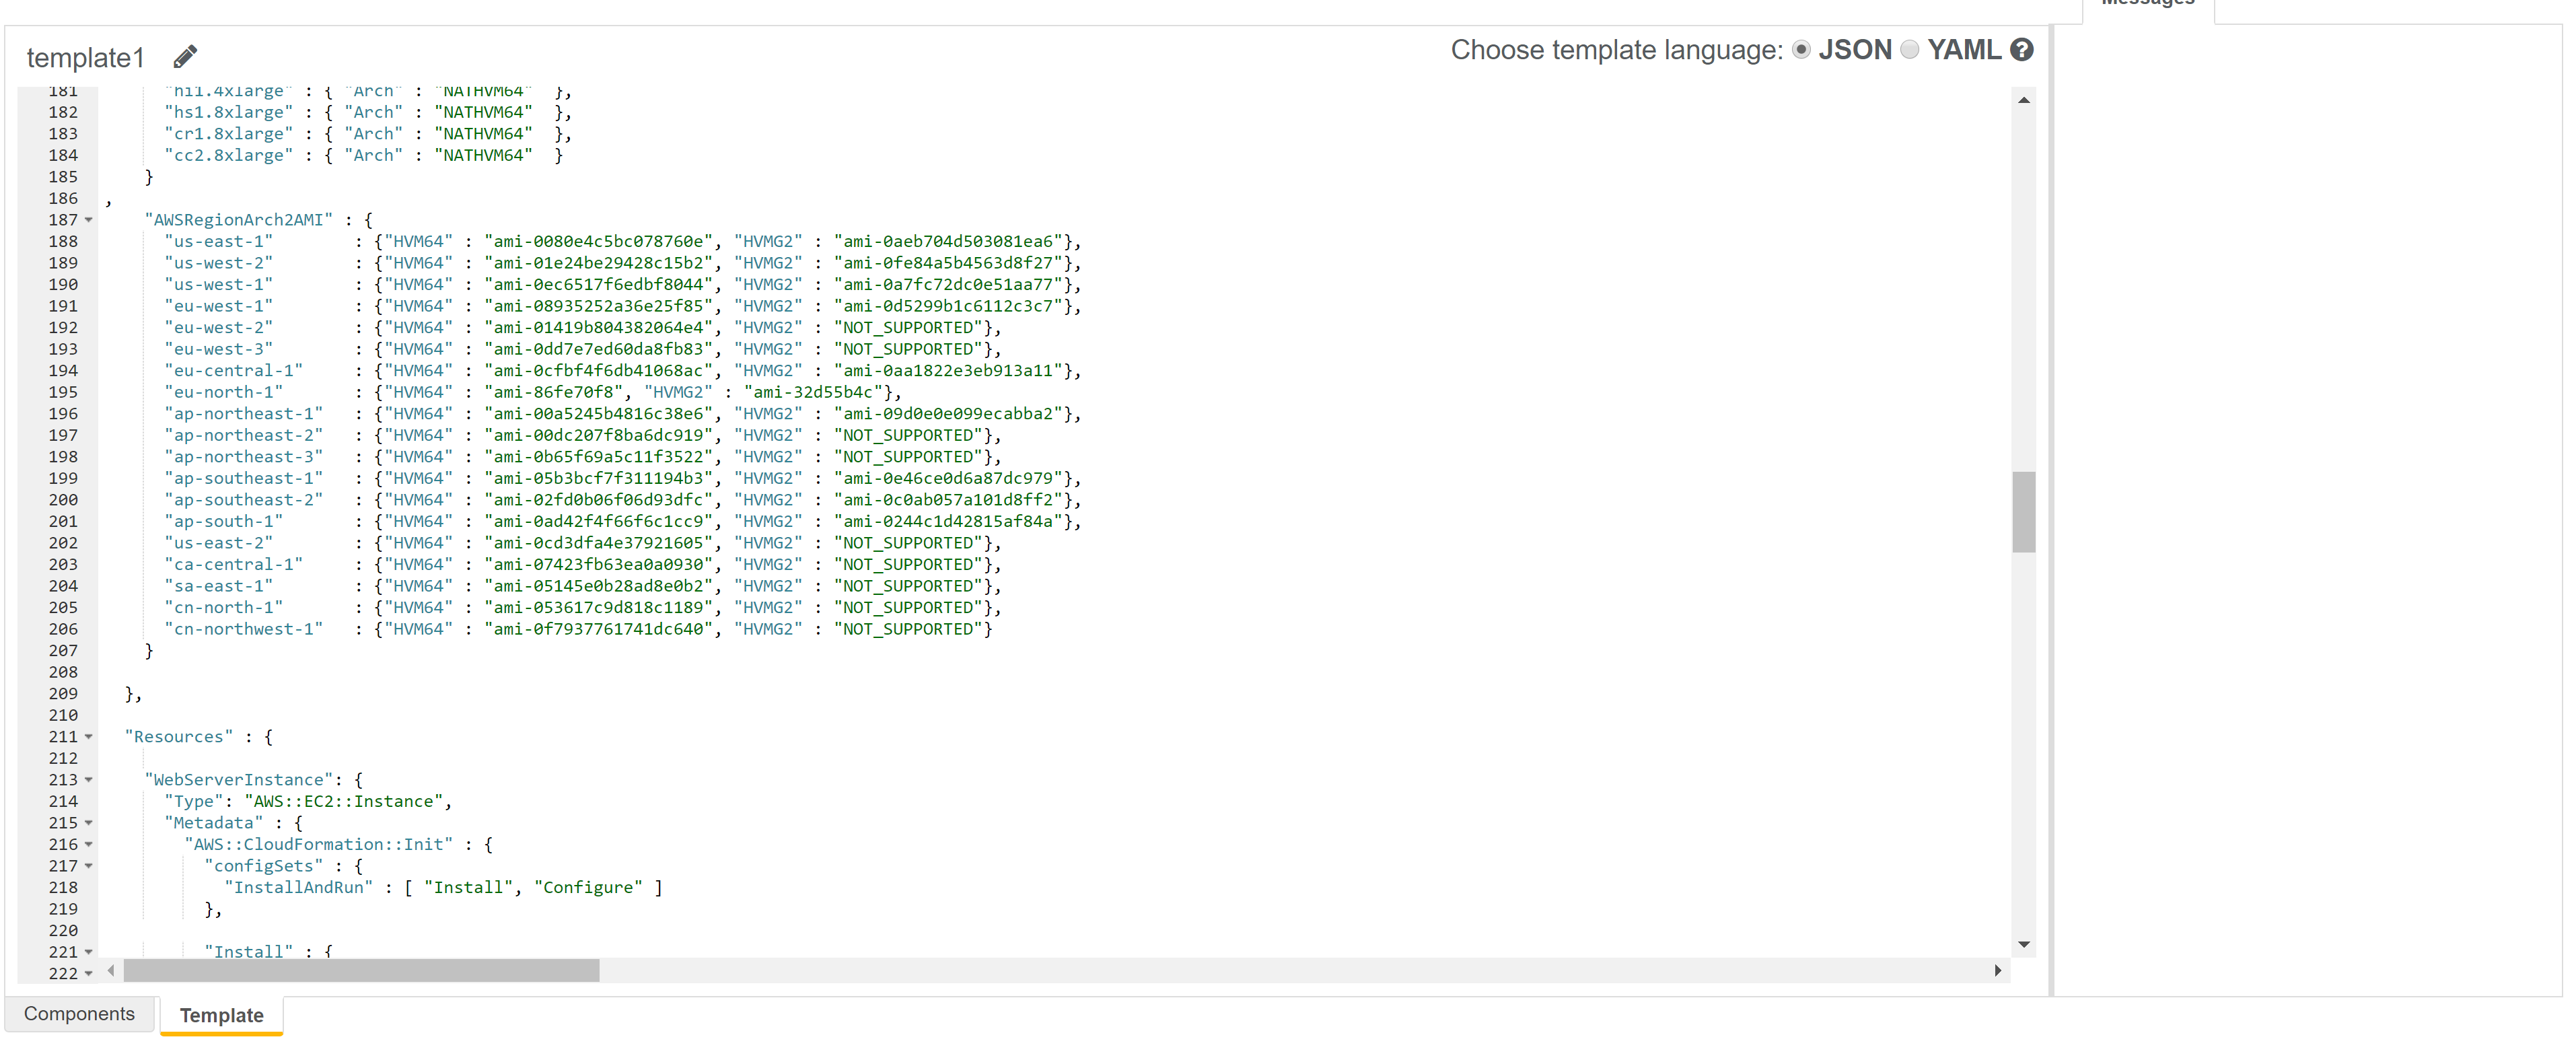 Messages
template1
Choose template language: JSON YAML
181 "hi1.4xlarge" : { "Arch" : "NATHVM64" },
182 "hs1.8xlarge" : { "Arch" : "NATHVM64" },
183 "cr1.8xlarge" : { "Arch" : "NATHVM64" },
184 "cc2.8xlarge" : { "Arch" : "NATHVM64" }
185 }
186 ,
187 "AWSRegionArch2AMI" : {
188 "us-east-1" : {"HVM64" : "ami-0080e4c5bc078760e", "HVMG2" : "ami-0aeb704d503081ea6"},
189 "us-west-2" : {"HVM64" : "ami-01e24be29428c15b2", "HVMG2" : "ami-0fe84a5b4563d8f27"},
190 "us-west-1" : {"HVM64" : "ami-0ec6517f6edbf8044", "HVMG2" : "ami-0a7fc72dc0e51aa77"},
191 "eu-west-1" : {"HVM64" : "ami-08935252a36e25f85", "HVMG2" : "ami-0d5299b1c6112c3c7"},
192 "eu-west-2" : {"HVM64" : "ami-01419b804382064e4", "HVMG2" : "NOT_SUPPORTED"},
193 "eu-west-3" : {"HVM64" : "ami-0dd7e7ed60da8fb83", "HVMG2" : "NOT_SUPPORTED"},
194 "eu-central-1" : {"HVM64" : "ami-0cfbf4f6db41068ac", "HVMG2" : "ami-0aa1822e3eb913a11"},
195 "eu-north-1" : {"HVM64" : "ami-86fe70f8", "HVMG2" : "ami-32d55b4c"},
196 "ap-northeast-1" : {"HVM64" : "ami-00a5245b4816c38e6", "HVMG2" : "ami-09d0e0e099ecabba2"},
197 "ap-northeast-2" : {"HVM64" : "ami-00dc207f8ba6dc919", "HVMG2" : "NOT_SUPPORTED"},
198 "ap-northeast-3" : {"HVM64" : "ami-0b65f69a5c11f3522", "HVMG2" : "NOT_SUPPORTED"},
199 "ap-southeast-1" : {"HVM64" : "ami-05b3bcf7f311194b3", "HVMG2" : "ami-0e46ce0d6a87dc979"},
200 "ap-southeast-2" : {"HVM64" : "ami-02fd0b06f06d93dfc", "HVMG2" : "ami-0c0ab057a101d8ff2"},
201 "ap-south-1" : {"HVM64" : "ami-0ad42f4f66f6c1cc9", "HVMG2" : "ami-0244c1d42815af84a"},
202 "us-east-2" : {"HVM64" : "ami-0cd3dfa4e37921605", "HVMG2" : "NOT_SUPPORTED"},
203 "ca-central-1" : {"HVM64" : "ami-07423fb63ea0a0930", "HVMG2" : "NOT_SUPPORTED"},
204 "sa-east-1" : {"HVM64" : "ami-05145e0b28ad8e0b2", "HVMG2" : "NOT_SUPPORTED"},
205 "cn-north-1" : {"HVM64" : "ami-053617c9d818c1189", "HVMG2" : "NOT_SUPPORTED"},
206 "cn-northwest-1" : {"HVM64" : "ami-0f7937761741dc640", "HVMG2" : "NOT_SUPPORTED"}
207 }
208
209 },
210
211 "Resources" : {
212
213 "WebServerInstance": {
214 "Type": "AWS::EC2::Instance",
215 "Metadata" : {
216 "AWS::CloudFormation::Init" : {
217 "configSets" : {
218 "InstallAndRun" : [ "Install", "Configure" ]
219 },
220
221 "Install" : {
222
Components Template